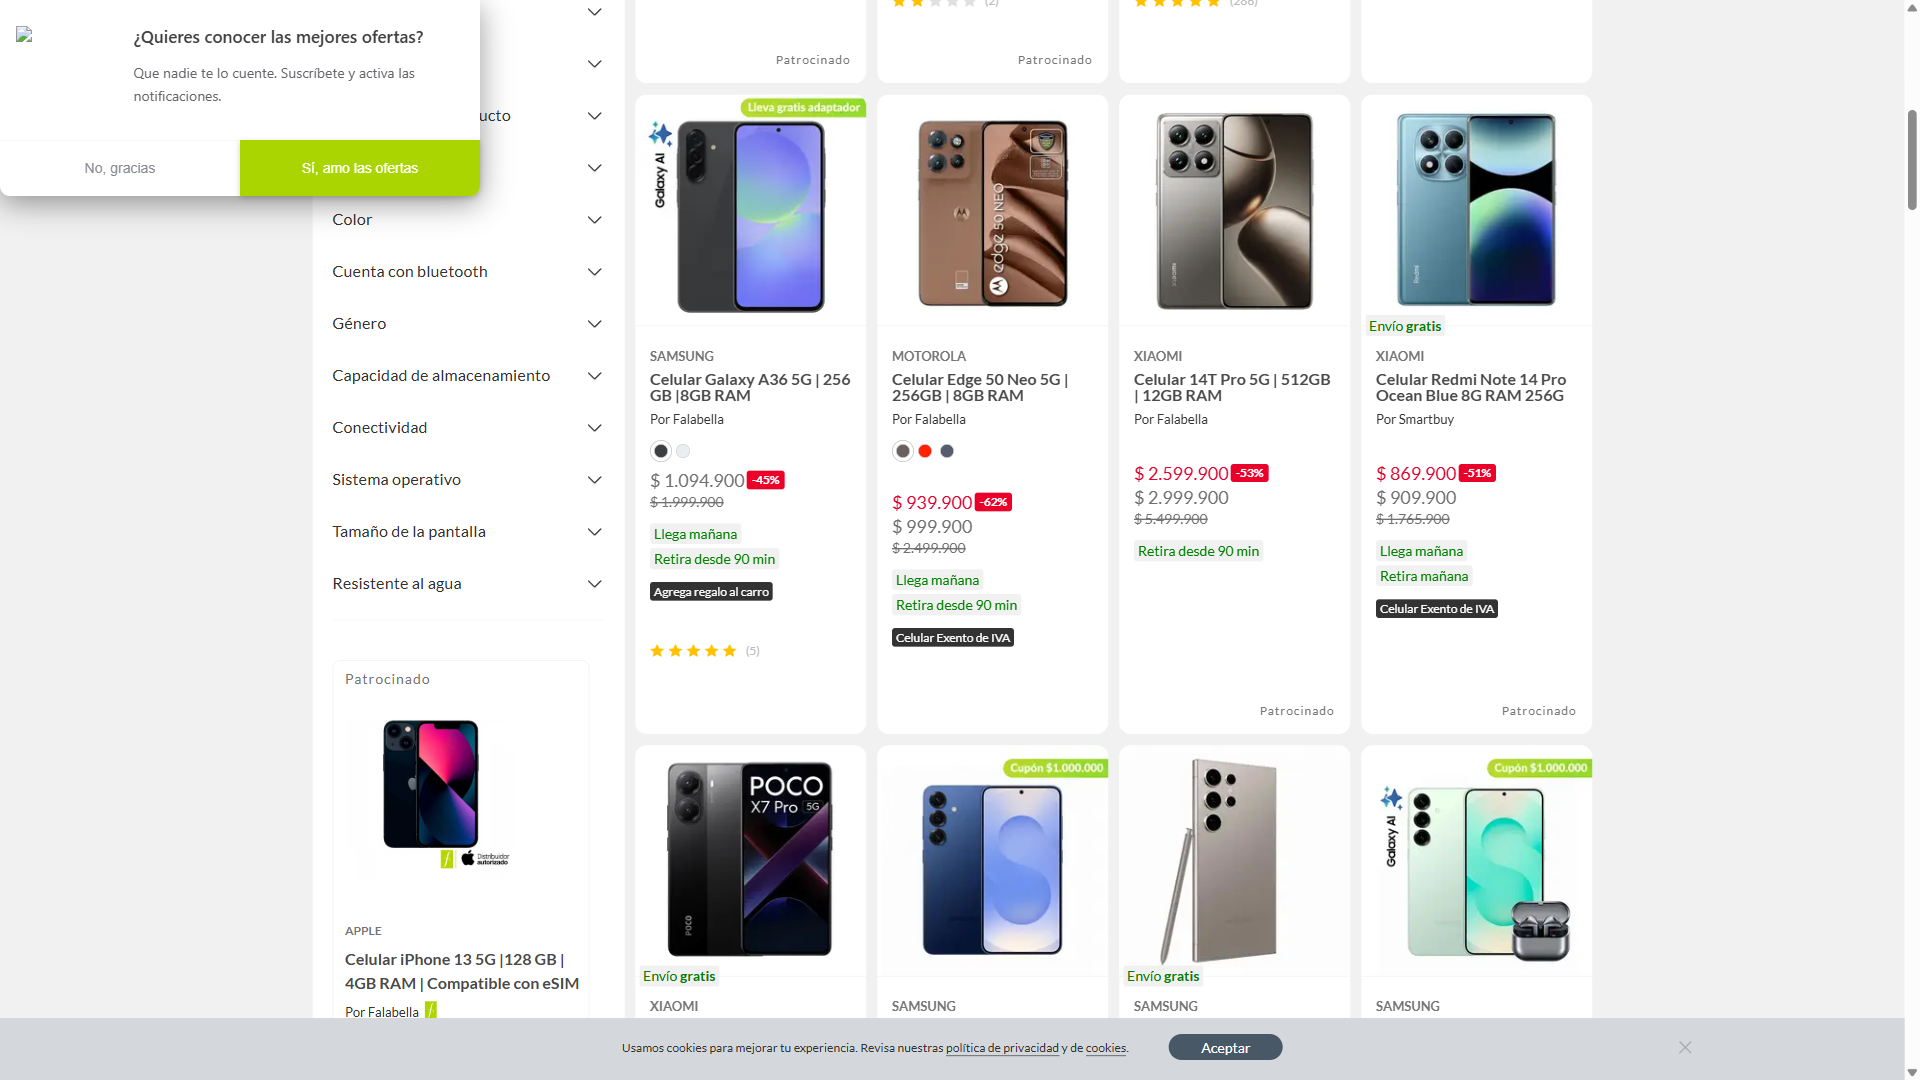 ¿Quieres conocer las mejores ofertas?
Que nadie te lo cuente. Suscríbete y activa las
notificaciones.
No, gracias
Sí, amo las ofertas
ucto
Color
Cuenta con bluetooth
Género
Capacidad de almacenamiento
Conectividad
Sistema operativo
Tamaño de la pantalla
Resistente al agua
Patrocinado
Distribuidor
autorizado
APPLE
Celular iPhone 13 5G |128 GB |
4GB RAM | Compatible con eSIM
Por Falabella
Patrocinado
(2)
Patrocinado
(286)
Lleva gratis adaptador
Galaxy AI
SAMSUNG
Celular Galaxy A36 5G | 256
GB |8GB RAM
Por Falabella
$ 1.094.900
-45%
$ 1.999.900
Llega mañana
Retira desde 90 min
Agrega regalo al carro
(5)
edge 50 NEO
MOTOROLA
Celular Edge 50 Neo 5G |
256GB | 8GB RAM
Por Falabella
$ 939.900
-62%
$ 999.900
$ 2.499.900
Llega mañana
Retira desde 90 min
Celular Exento de IVA
xiaomi
XIAOMI
Celular 14T Pro 5G | 512GB
| 12GB RAM
Por Falabella
$ 2.599.900
-53%
$ 2.999.900
$ 5.499.900
Retira desde 90 min
Patrocinado
Redmi
Envío gratis
XIAOMI
Celular Redmi Note 14 Pro
Ocean Blue 8G RAM 256G
Por Smartbuy
$ 869.900
-51%
$ 909.900
$ 1.765.900
Llega mañana
Retira mañana
Celular Exento de IVA
Patrocinado
POCO
X7 Pro 5G
POCO
Envío gratis
XIAOMI
Cupón $1.000.000
SAMSUNG
Envío gratis
SAMSUNG
Cupón $1.000.000
Galaxy AI
SAMSUNG
Usamos cookies para mejorar tu experiencia. Revisa nuestras política de privacidad y de cookies.
Aceptar